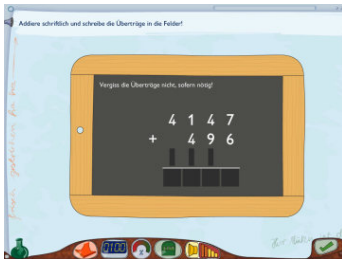 Addiere schriftlich und schreibe die Überträge in die Felder!
Vergiss die Überträge nicht, sofern nötig!
4 1 4 7
+ 4 9 6